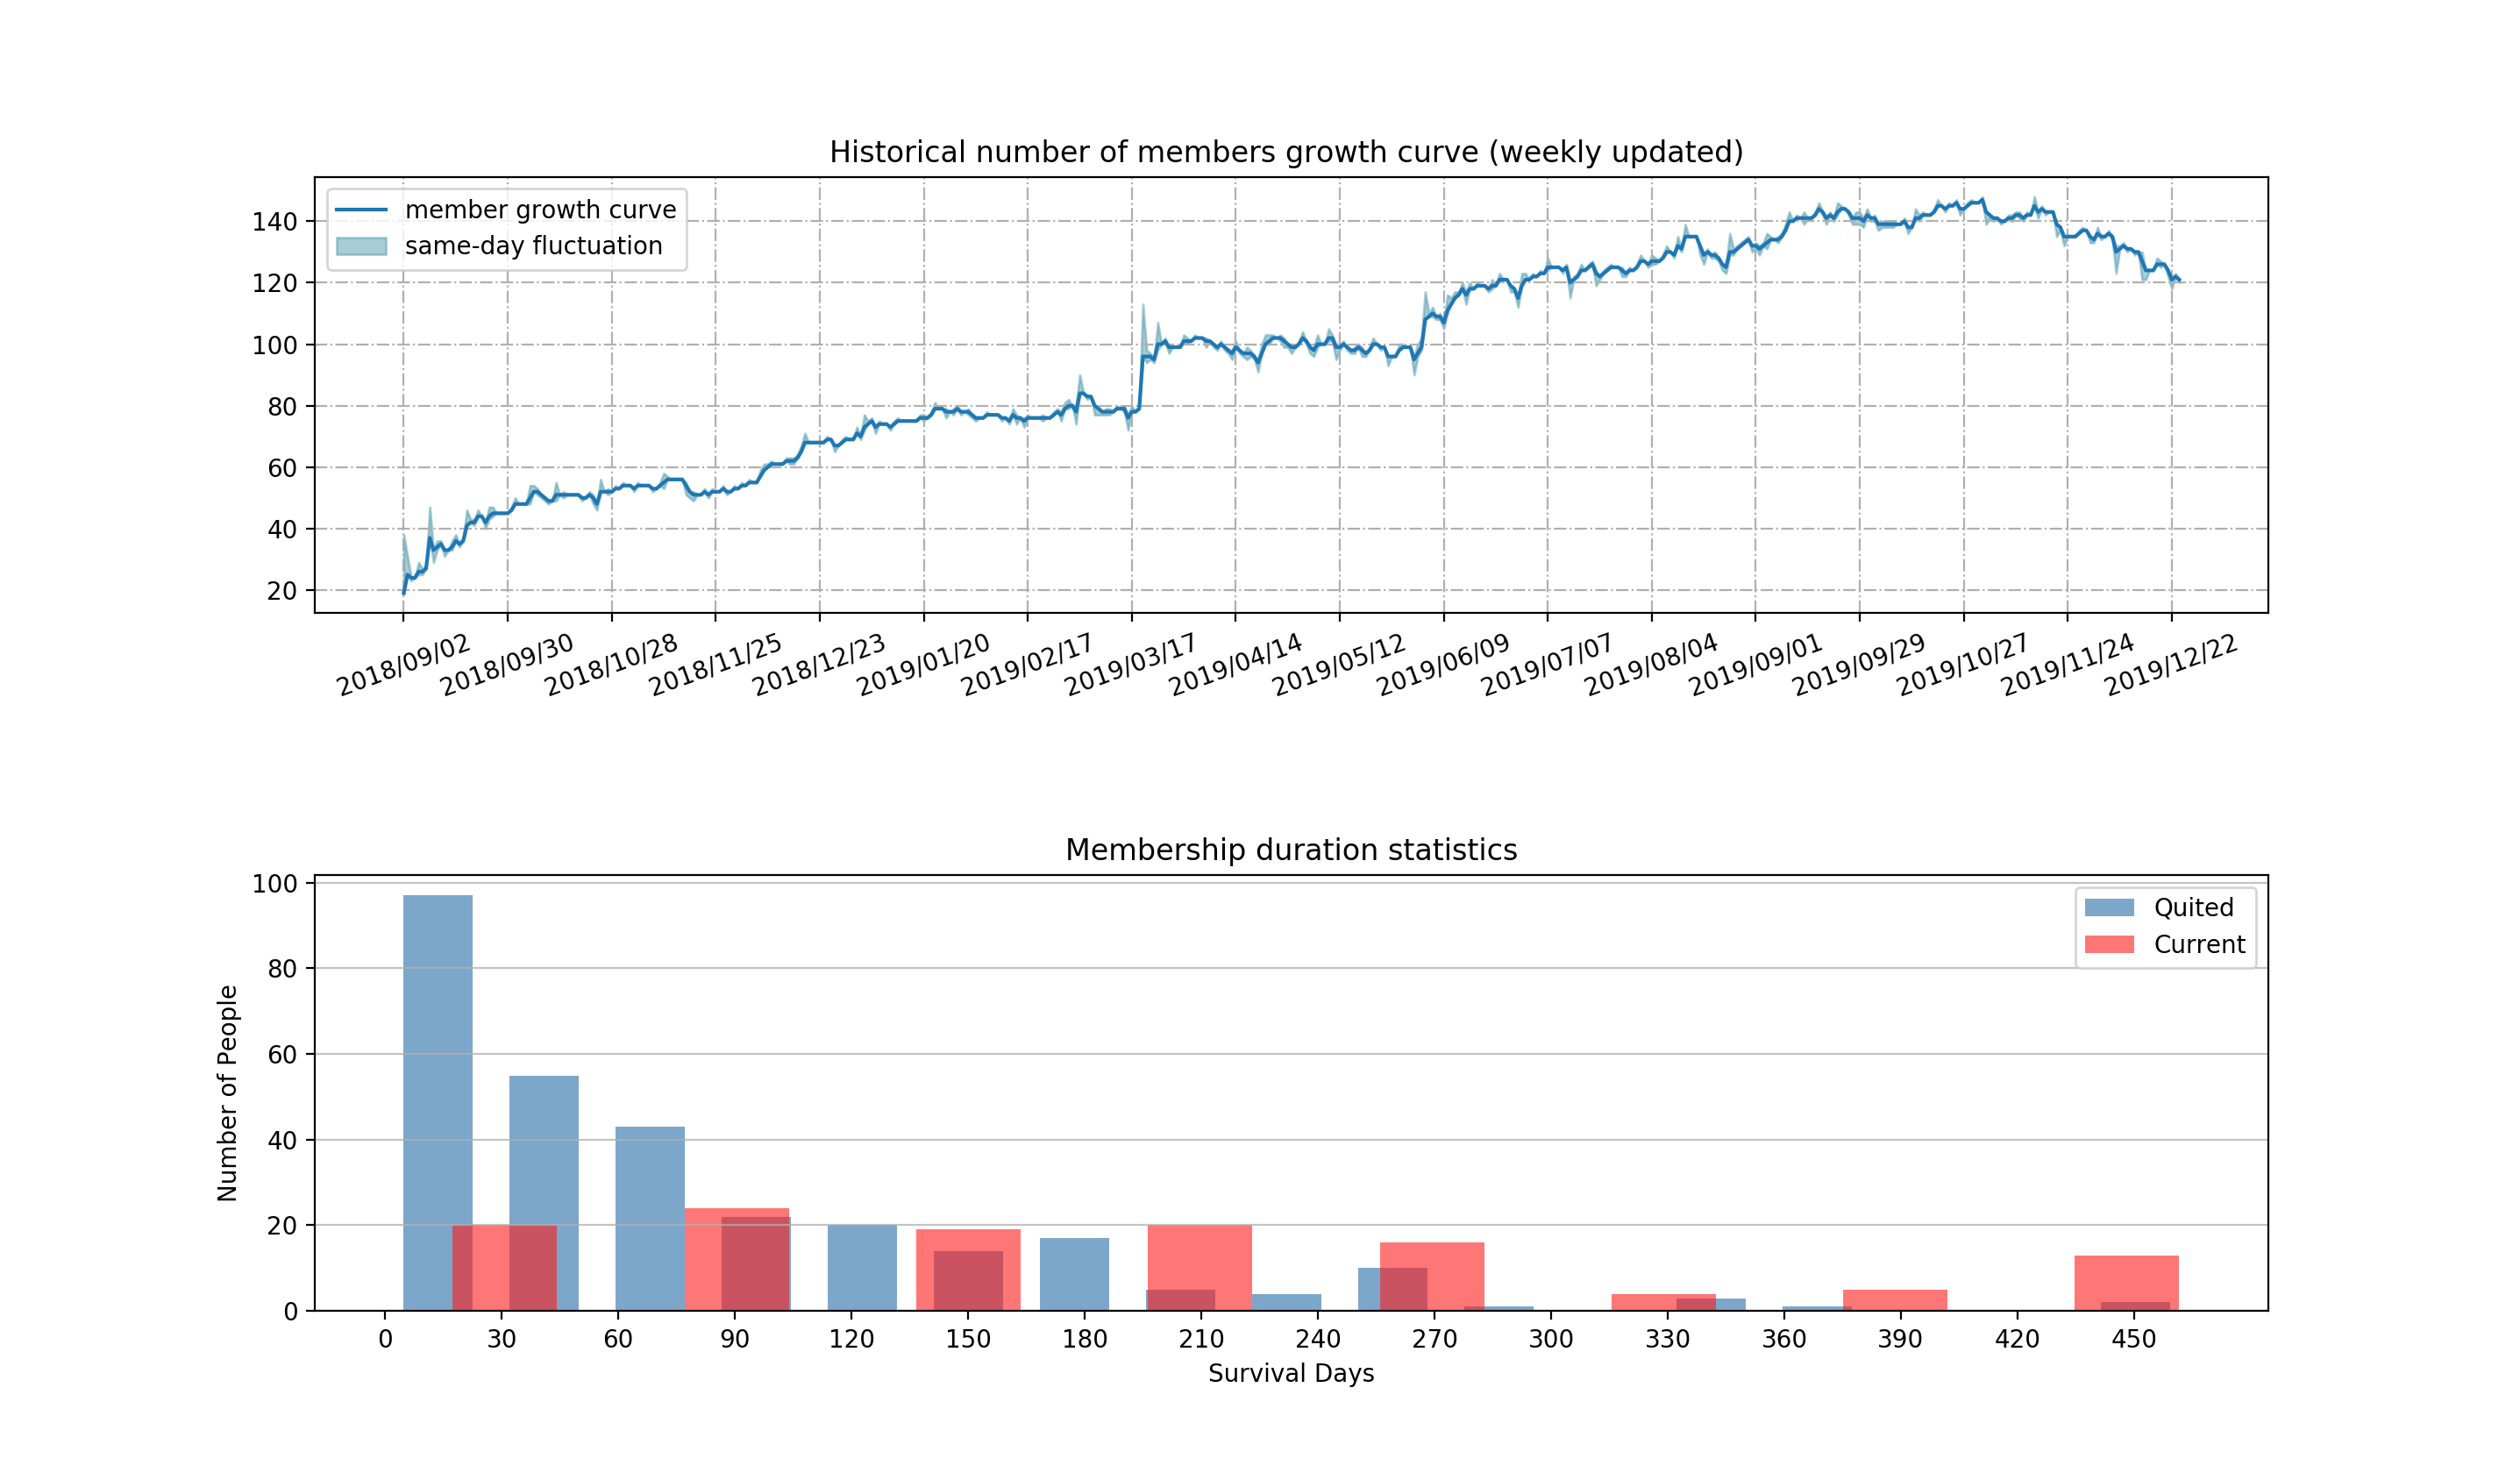 Historical number of members growth curve (weekly updated)
member growth curve
same-day fluctuation
140
120
100
80
60
40
20
2018/09/02 2018/09/30 2018/10/28 2018/11/25 2018/12/23 2019/01/20 2019/02/17 2019/03/17 2019/04/14 2019/05/12 2019/06/09 2019/07/07 2019/08/04 2019/09/01 2019/09/29 2019/10/27 2019/11/24 2019/12/22
Membership duration statistics
Quited
Current
Number of People
100
80
60
40
20
0
0 30 60 90 120 150 180 210 240 270 300 330 360 390 420 450
Survival Days